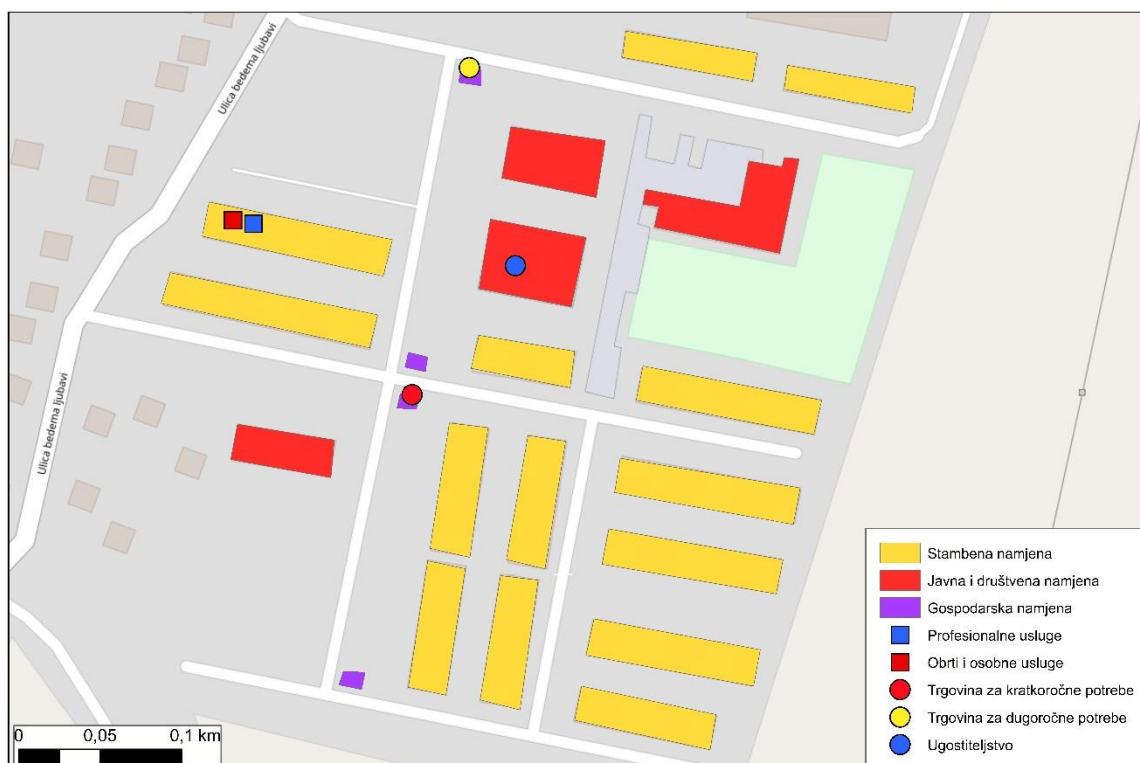 Ulica bedema ljubavi
Ulica bedema ljubavi
Stambena namjena
Javna i društvena namjena
Gospodarska namjena
Profesionalne usluge
Obrti i osobne usluge
Trgovina za kratkoročne potrebe
Trgovina za dugoročne potrebe
Ugostiteljstvo
0 0,05 0,1 km